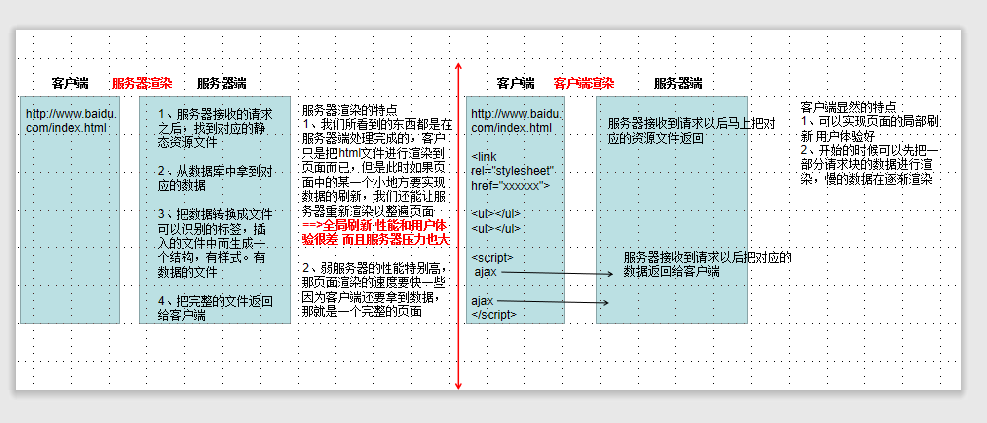 客户端
服务器渲染
服务器端
http://www.baidu.
com/index.html
1、服务器接收的请求
之后，找到对应的静
态资源文件
2、从数据库中拿到对
应的数据
3、把数据转换成文件
可以识别的标签，插
入的文件中而生成一
个结构，有样式。有
数据的文件
4、把完整的文件返回
给客户端
服务器渲染的特点
1、我们所看到的东西都是在
服务器端处理完成的，客户
只是把html文件进行渲染到
页面而已，但是此时如果页
面中的某一个小地方要实现
数据的刷新，我们还能让服
务器重新渲染以整遍页面
==>全局刷新 性能和用户体
验很差 而且服务器压力也大
2、弱服务器的性能特别高，
那页面渲染的速度要快一些
因为客户端还要拿到数据，
那就是一个完整的页面
客户端
客户端渲染
服务器端
http://www.baidu.
com/index.html
<link
rel="stylesheet"
href="xxxxxx">
<ul></ul>
<ul></ul>
<script>
ajax
ajax
</script>
服务器接收到请求以后马上把对
应的资源文件返回
服务器接收到请求以后把对应的
数据返回给客户端
客户端显然的特点
1、可以实现页面的局部刷
新 用户体验好
2、开始的时候可以先把一
部分请求块的数据进行渲
染，慢的数据在逐渐渲染